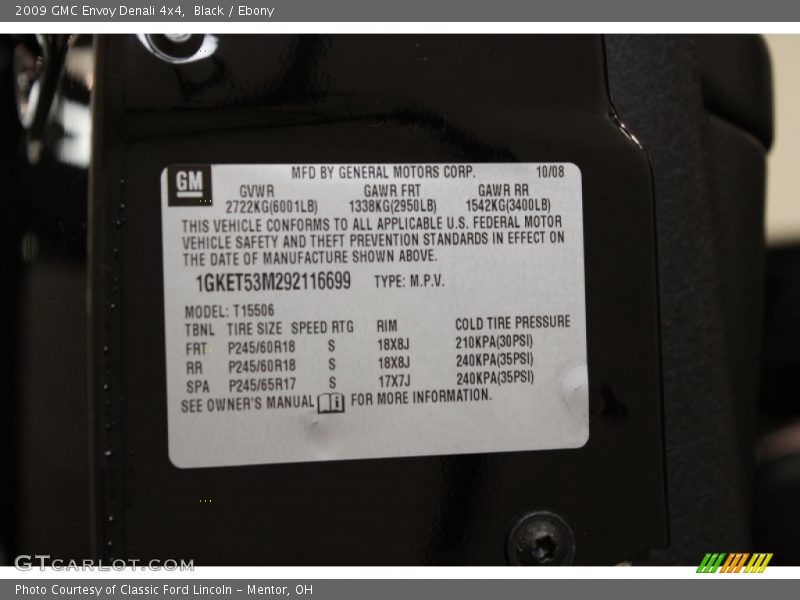 2009 GMC Envoy Denali 4x4, Black / Ebony
GM
MFD BY GENERAL MOTORS CORP. 10/08
GVWR GAWR FRT GAWR RR
2722KG(6001LB) 1338KG(2950LB) 1542KG(3400LB)
THIS VEHICLE CONFORMS TO ALL APPLICABLE U.S. FEDERAL MOTOR
VEHICLE SAFETY AND THEFT PREVENTION STANDARDS IN EFFECT ON
THE DATE OF MANUFACTURE SHOWN ABOVE.
1GKET53M292116699 TYPE: M.P.V.
MODEL: T15506
TBNL TIRE SIZE SPEED RTG RIM COLD TIRE PRESSURE
FRT P245/60R18 S 18X8J 210KPA(30PSI)
RR P245/60R18 S 18X8J 240KPA(35PSI)
SPA P245/65R17 S 17X7J 240KPA(35PSI)
SEE OWNER'S MANUAL FOR MORE INFORMATION.
GTCARLOT.COM
Photo Courtesy of Classic Ford Lincoln - Mentor, OH